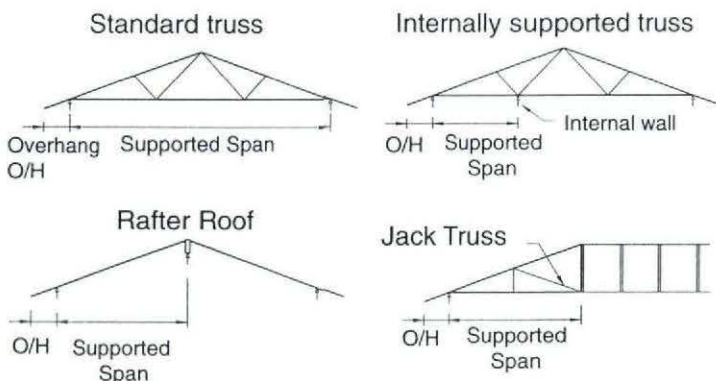 Standard truss
Overhang
O/H
Supported Span
Internally supported truss
Internal wall
O/H
Supported
Span
Rafter Roof
O/H
Supported
Span
Jack Truss
O/H
Supported
Span